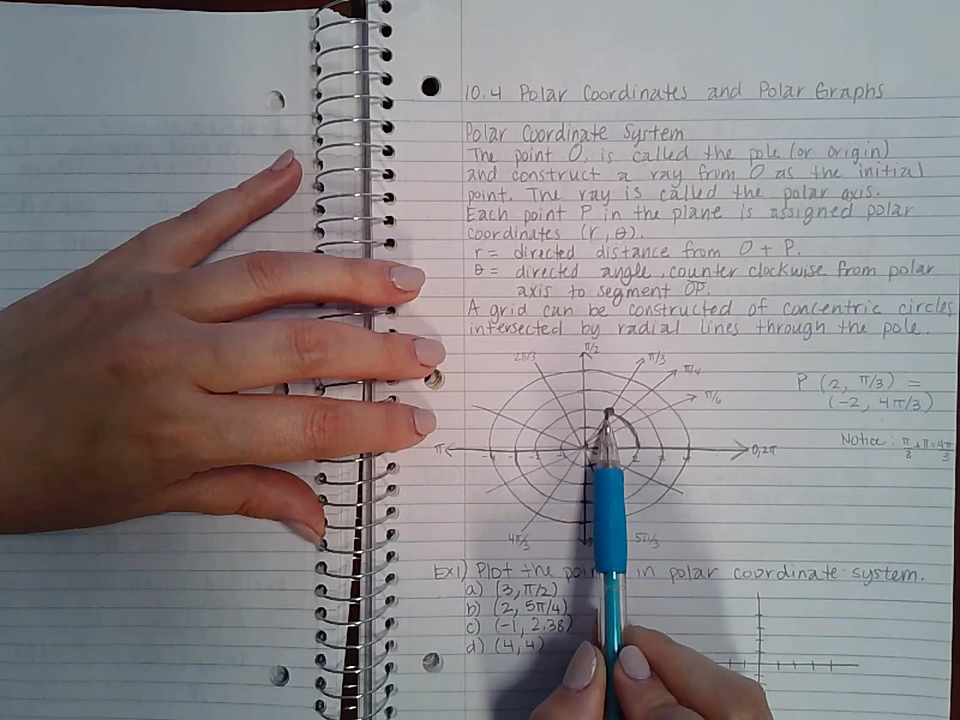 10.4 Polar Coordinates and Polar Graphs
Polar Coordinate System
The point O, is called the pole (or origin)
and construct a ray from O as the initial
point. The ray is called the polar axis.
Each point P in the plane is assigned polar
coordinates (r, θ).
r = directed distance from O + P.
θ = directed angle, counter clockwise from polar
axis to segment OP.
A grid can be constructed of concentric circles
intersected by radial lines through the pole.
2π/3
π/2
π/3
π/4
π/6
π
0,2π
4π/3
5π/3
P (2, π/3) =
(-2, 4π/3)
Notice: π/3 + π = 4π/3
EX1) Plot the in polar coordinate system.
a) (3, π/2)
b) (2, 5π/4)
c) (-1, 2.38)
d) (4, 4)